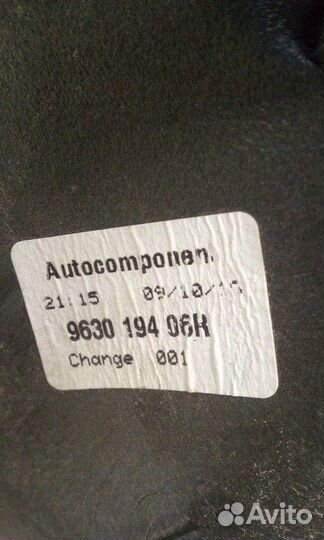 Autocomponen.
21:15 09/10/15
9630 194 06R
Change 001
Avito